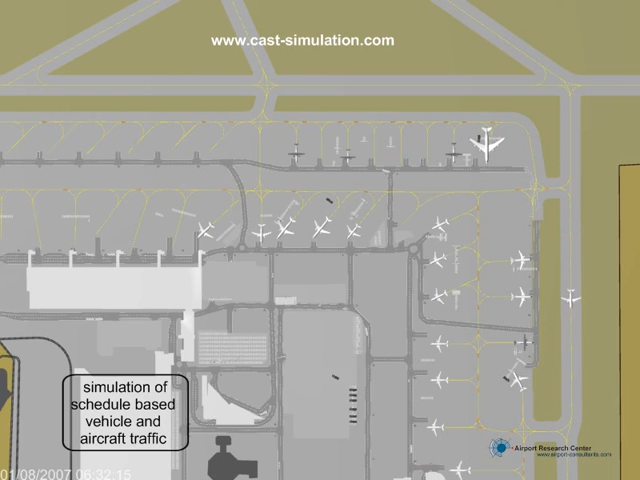 www.cast-simulation.com
simulation of
schedule based
vehicle and
aircraft traffic
Airport Research Center
www.airport-consultants.com
01/08/2007 06:32:15